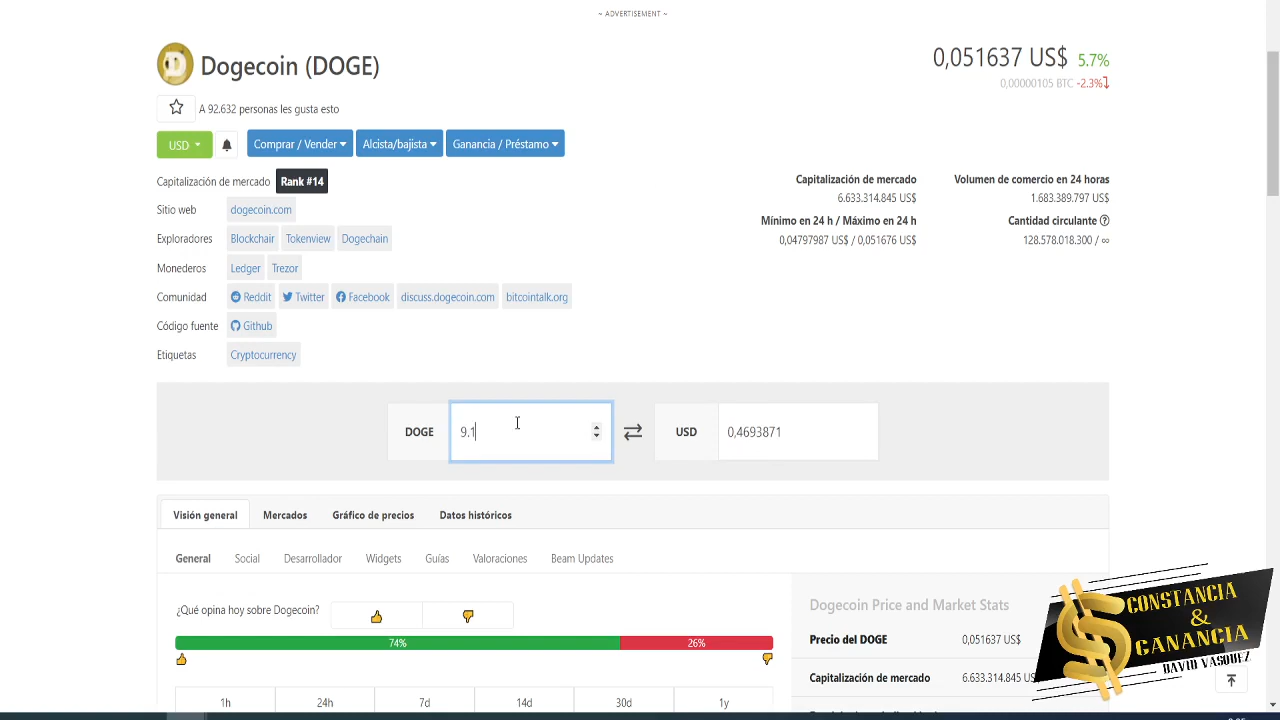 ~ ADVERTISEMENT ~
Dogecoin (DOGE)
0,051637 US$ 5.7%
0,00000105 BTC -2.3%
A 92.632 personas les gusta esto
USD
Comprar / Vender
Alcista/bajista
Ganancia / Préstamo
Capitalización de mercado Rank #14
Sitio web dogecoin.com
Exploradores Blockchair Tokenview Dogechain
Monederos Ledger Trezor
Comunidad Reddit Twitter Facebook discuss.dogecoin.com bitcointalk.org
Código fuente Github
Etiquetas Cryptocurrency
Capitalización de mercado
6.633.314.845 US$
Volumen de comercio en 24 horas
1.683.389.797 US$
Mínimo en 24 h / Máximo en 24 h
0,04797987 US$ / 0,051676 US$
Cantidad circulante
128.578.018.300 / ∞
DOGE 9.1 USD 0,4693871
Visión general Mercados Gráfico de precios Datos históricos
General Social Desarrollador Widgets Guías Valoraciones Beam Updates
¿Qué opina hoy sobre Dogecoin?
74% 26%
1h 24h 7d 14d 30d 1y
Dogecoin Price and Market Stats
Precio del DOGE 0,051637 US$
Capitalización de mercado 6.633.314.845 US
CONSTANCIA
&
GANANCIA
DAVID VASQUEZ